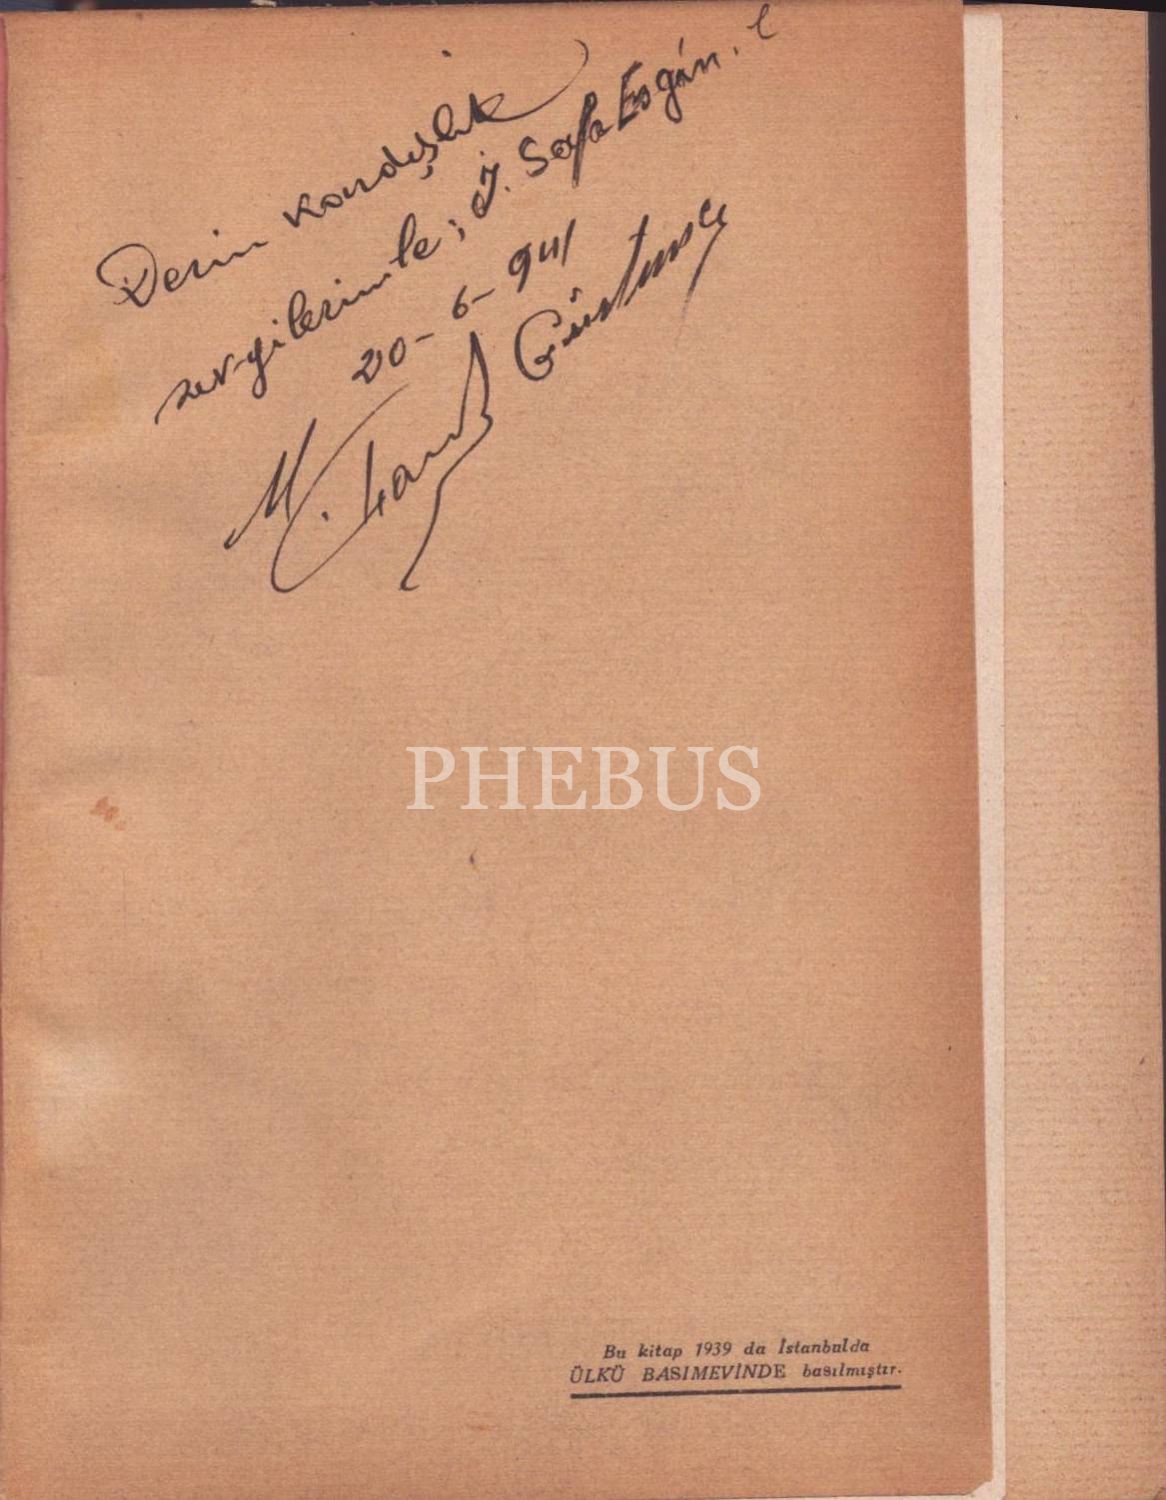 Derin kardeşlik
sevgilerimle; İ. Safa Esgin. e
20-6-941
M. Faruk Gürtunca
PHEBUS
Bu kitap 1939 da İstanbulda
ÜLKÜ BASIMEVİNDE basılmıştır.